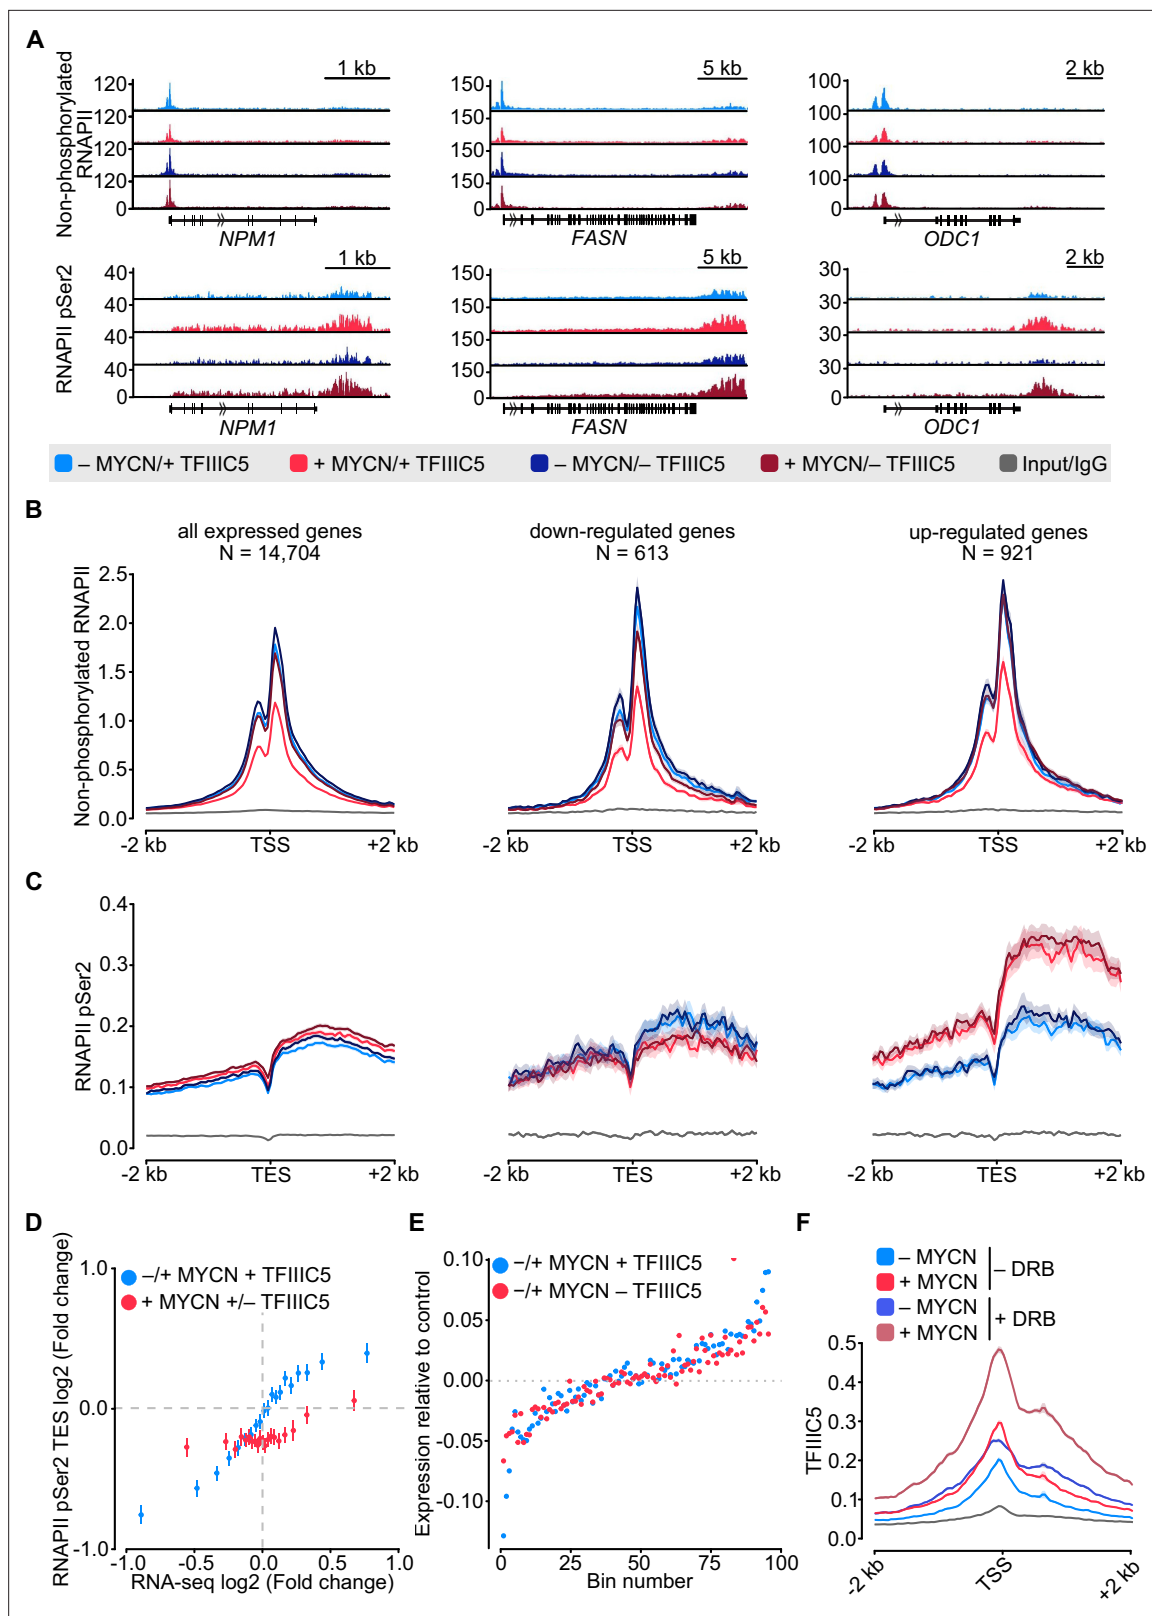 A
Non-phosphorylated
RNAPII
1 kb
5 kb
2 kb
120
120
120
120
0
150
150
150
150
0
100
100
100
100
0
NPM1
FASN
ODC1
RNAPII pSer2
1 kb
5 kb
2 kb
40
40
40
40
0
150
150
150
150
0
30
30
30
30
0
NPM1
FASN
ODC1
– MYCN/+ TFIIIC5
+ MYCN/+ TFIIIC5
– MYCN/– TFIIIC5
+ MYCN/– TFIIIC5
Input/IgG
B
all expressed genes
N = 14,704
down-regulated genes
N = 613
up-regulated genes
N = 921
Non-phosphorylated RNAPII
2.5
2.0
1.5
1.0
0.5
0.0
-2 kb TSS +2 kb
-2 kb TSS +2 kb
-2 kb TSS +2 kb
C
RNAPII pSer2
0.4
0.3
0.2
0.1
0.0
-2 kb TES +2 kb
-2 kb TES +2 kb
-2 kb TES +2 kb
D
RNAPII pSer2 TES log2 (Fold change)
1.0
0.0
-1.0
–/+ MYCN + TFIIIC5
+ MYCN +/– TFIIIC5
-1.0 -0.5 0.0 0.5 1.0
RNA-seq log2 (Fold change)
E
Expression relative to control
0.10
0.05
0.00
-0.05
-0.10
–/+ MYCN + TFIIIC5
–/+ MYCN – TFIIIC5
0 25 50 75 100
Bin number
F
– MYCN
+ MYCN
– DRB
– MYCN
+ MYCN
+ DRB
TFIIIC5
0.5
0.4
0.3
0.2
0.1
0.0
-2 kb TSS +2 kb